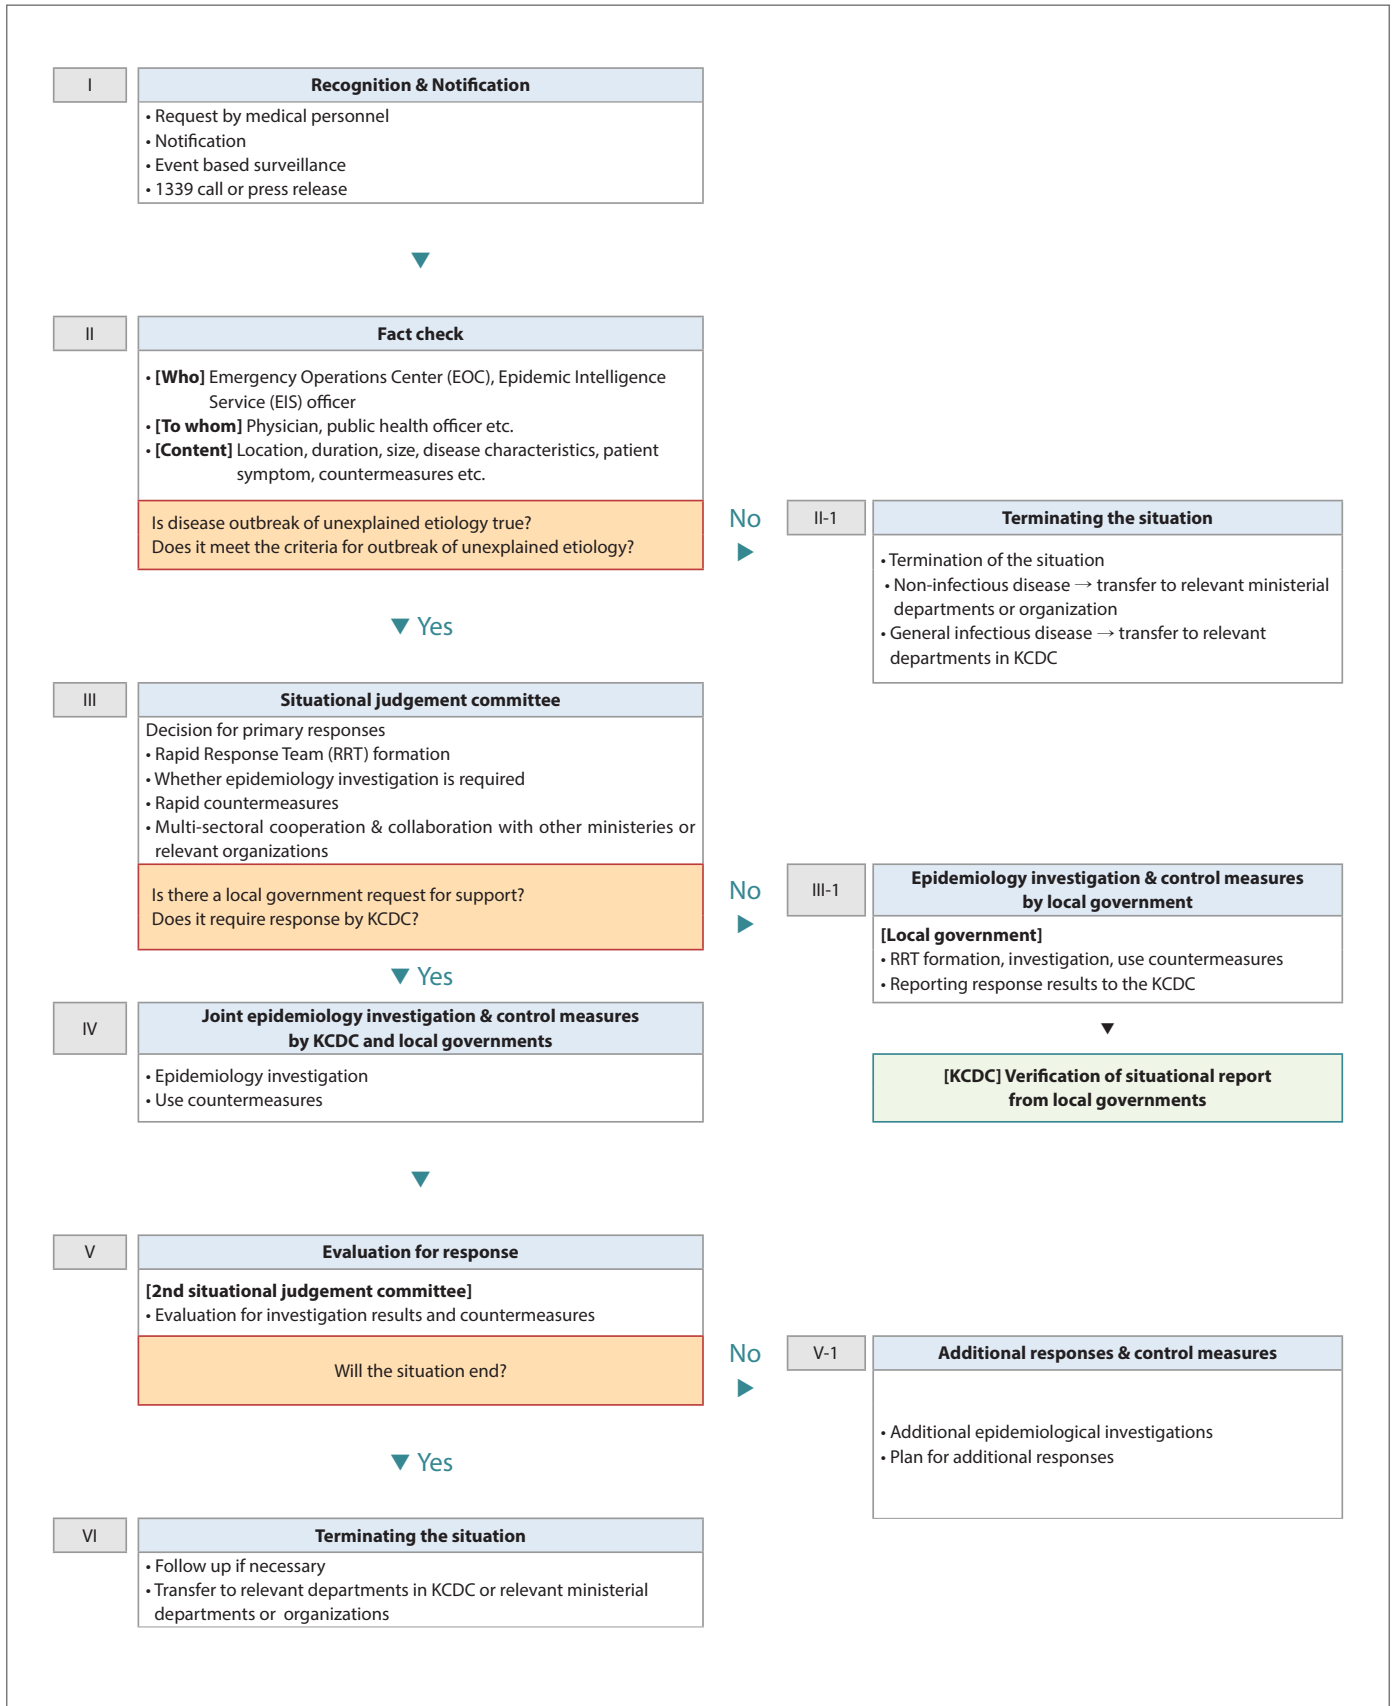 I
Recognition & Notification
• Request by medical personnel
• Notification
• Event based surveillance
• 1339 call or press release
▼
II
Fact check
• [Who] Emergency Operations Center (EOC), Epidemic Intelligence
Service (EIS) officer
• [To whom] Physician, public health officer etc.
• [Content] Location, duration, size, disease characteristics, patient
symptom, countermeasures etc.
Is disease outbreak of unexplained etiology true?
Does it meet the criteria for outbreak of unexplained etiology?
No
▶
II-1
Terminating the situation
• Termination of the situation
• Non-infectious disease → transfer to relevant ministerial
departments or organization
• General infectious disease → transfer to relevant
departments in KCDC
▼ Yes
III
Situational judgement committee
Decision for primary responses
• Rapid Response Team (RRT) formation
• Whether epidemiology investigation is required
• Rapid countermeasures
• Multi-sectoral cooperation & collaboration with other ministeries or
relevant organizations
Is there a local government request for support?
Does it require response by KCDC?
No
▶
III-1
Epidemiology investigation & control measures
by local government
[Local government]
• RRT formation, investigation, use countermeasures
• Reporting response results to the KCDC
▼
[KCDC] Verification of situational report
from local governments
▼ Yes
IV
Joint epidemiology investigation & control measures
by KCDC and local governments
• Epidemiology investigation
• Use countermeasures
▼
V
Evaluation for response
[2nd situational judgement committee]
• Evaluation for investigation results and countermeasures
Will the situation end?
No
▶
V-1
Additional responses & control measures
• Additional epidemiological investigations
• Plan for additional responses
▼ Yes
VI
Terminating the situation
• Follow up if necessary
• Transfer to relevant departments in KCDC or relevant ministerial
departments or organizations